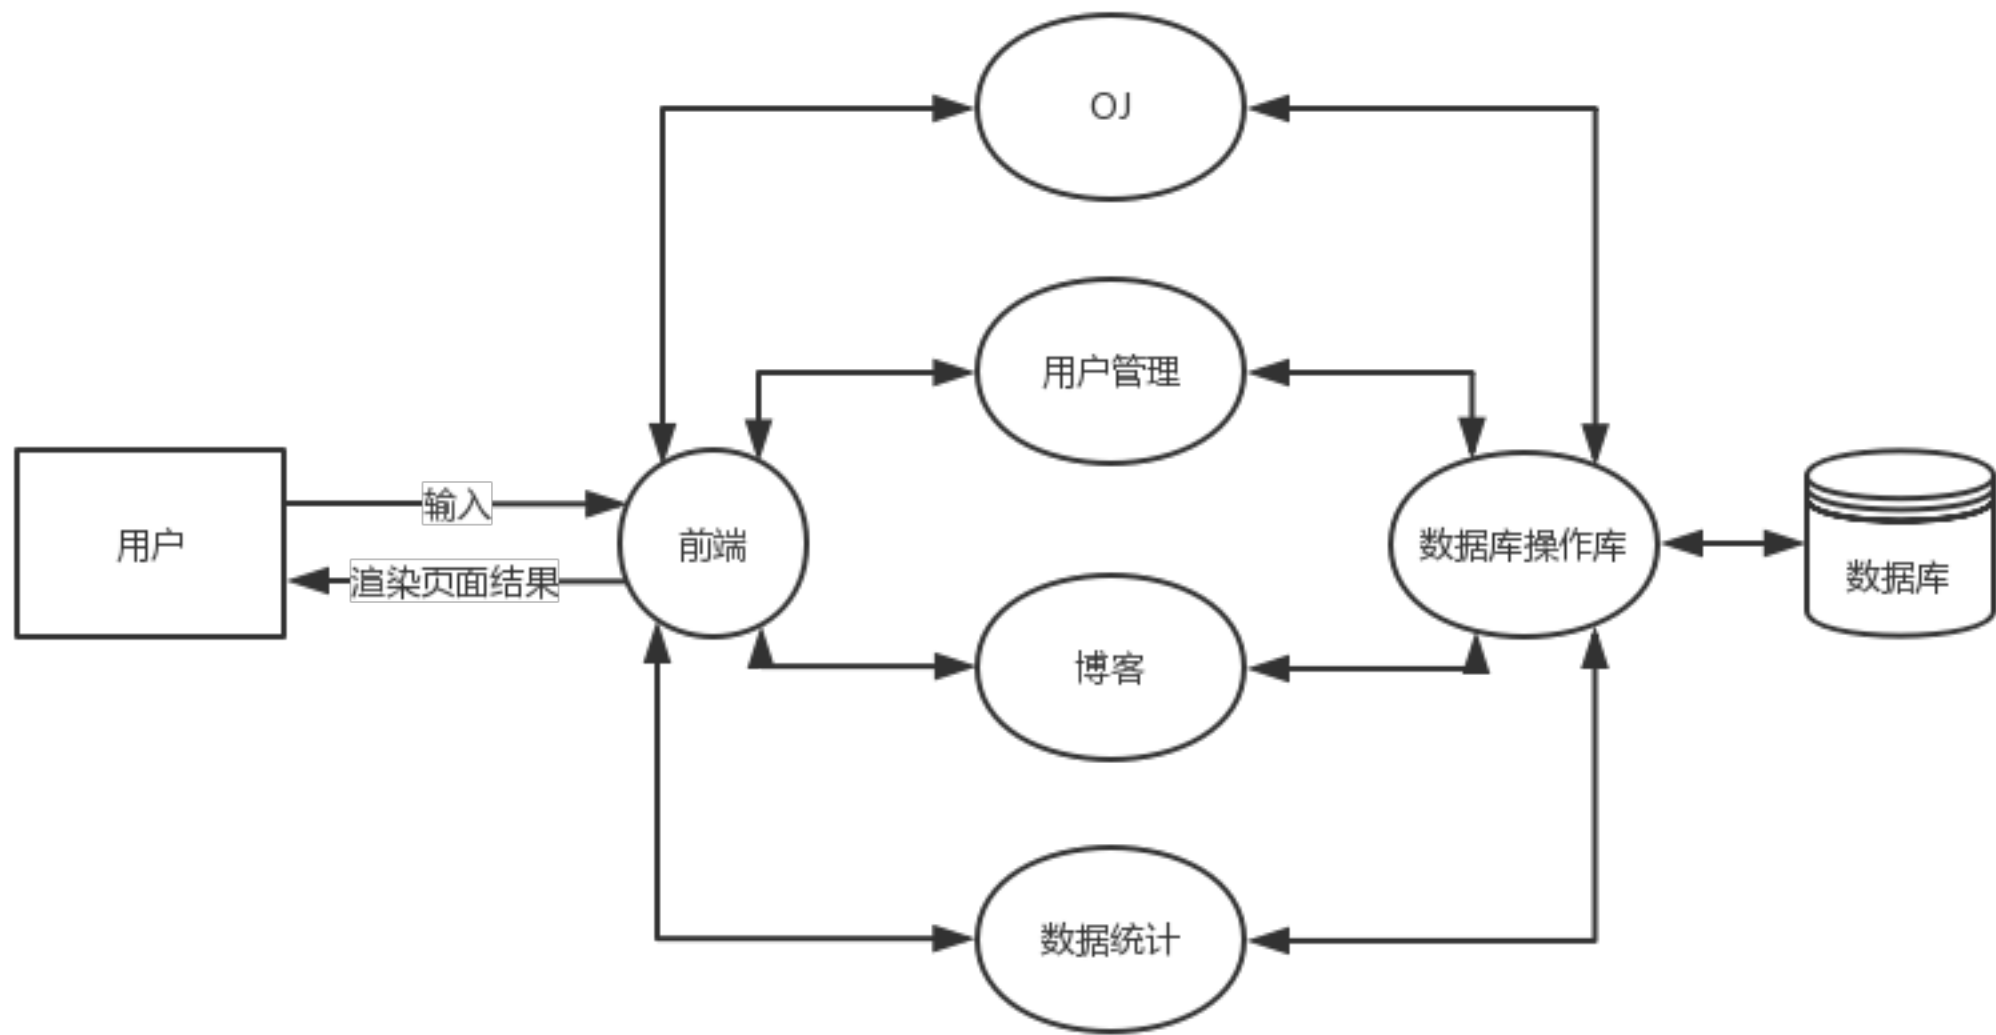 OJ
用户管理
用户
输入
渲染页面结果
前端
数据库操作库
数据库
博客
数据统计